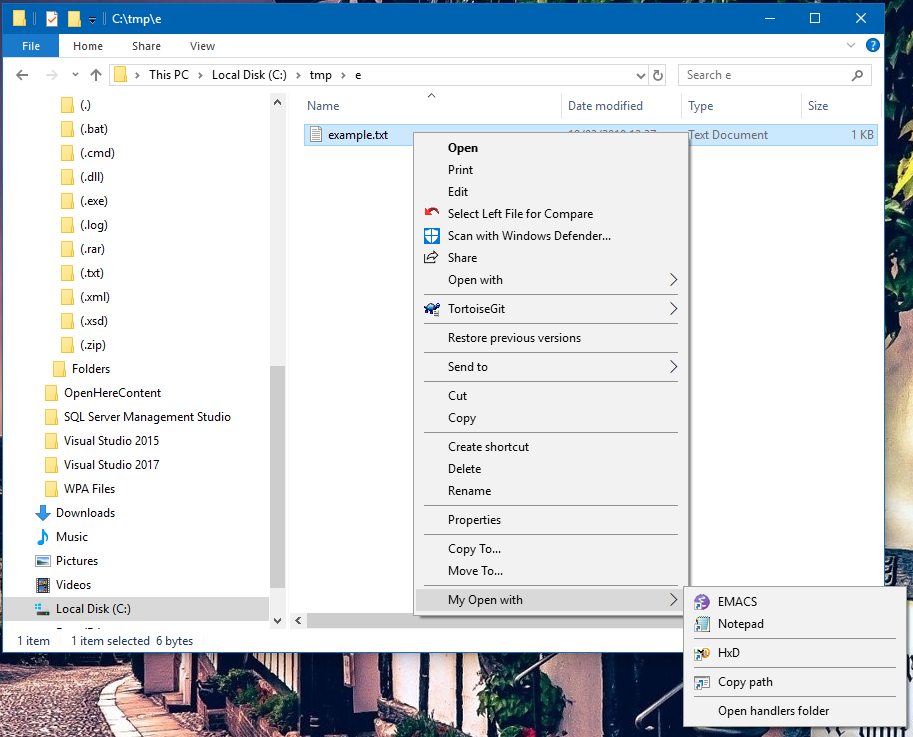 C:\tmp\e
File Home Share View
This PC > Local Disk (C:) > tmp > e
Search e
(.)
(.bat)
(.cmd)
(.dll)
(.exe)
(.log)
(.rar)
(.txt)
(.xml)
(.xsd)
(.zip)
Folders
OpenHereContent
SQL Server Management Studio
Visual Studio 2015
Visual Studio 2017
WPA Files
Downloads
Music
Pictures
Videos
Local Disk (C:)
Name Date modified Type Size
example.txt Text Document 1 KB
Open
Print
Edit
Select Left File for Compare
Scan with Windows Defender...
Share
Open with
TortoiseGit
Restore previous versions
Send to
Cut
Copy
Create shortcut
Delete
Rename
Properties
Copy To...
Move To...
My Open with
EMACS
Notepad
HxD
Copy path
Open handlers folder
1 item 1 item selected 6 bytes